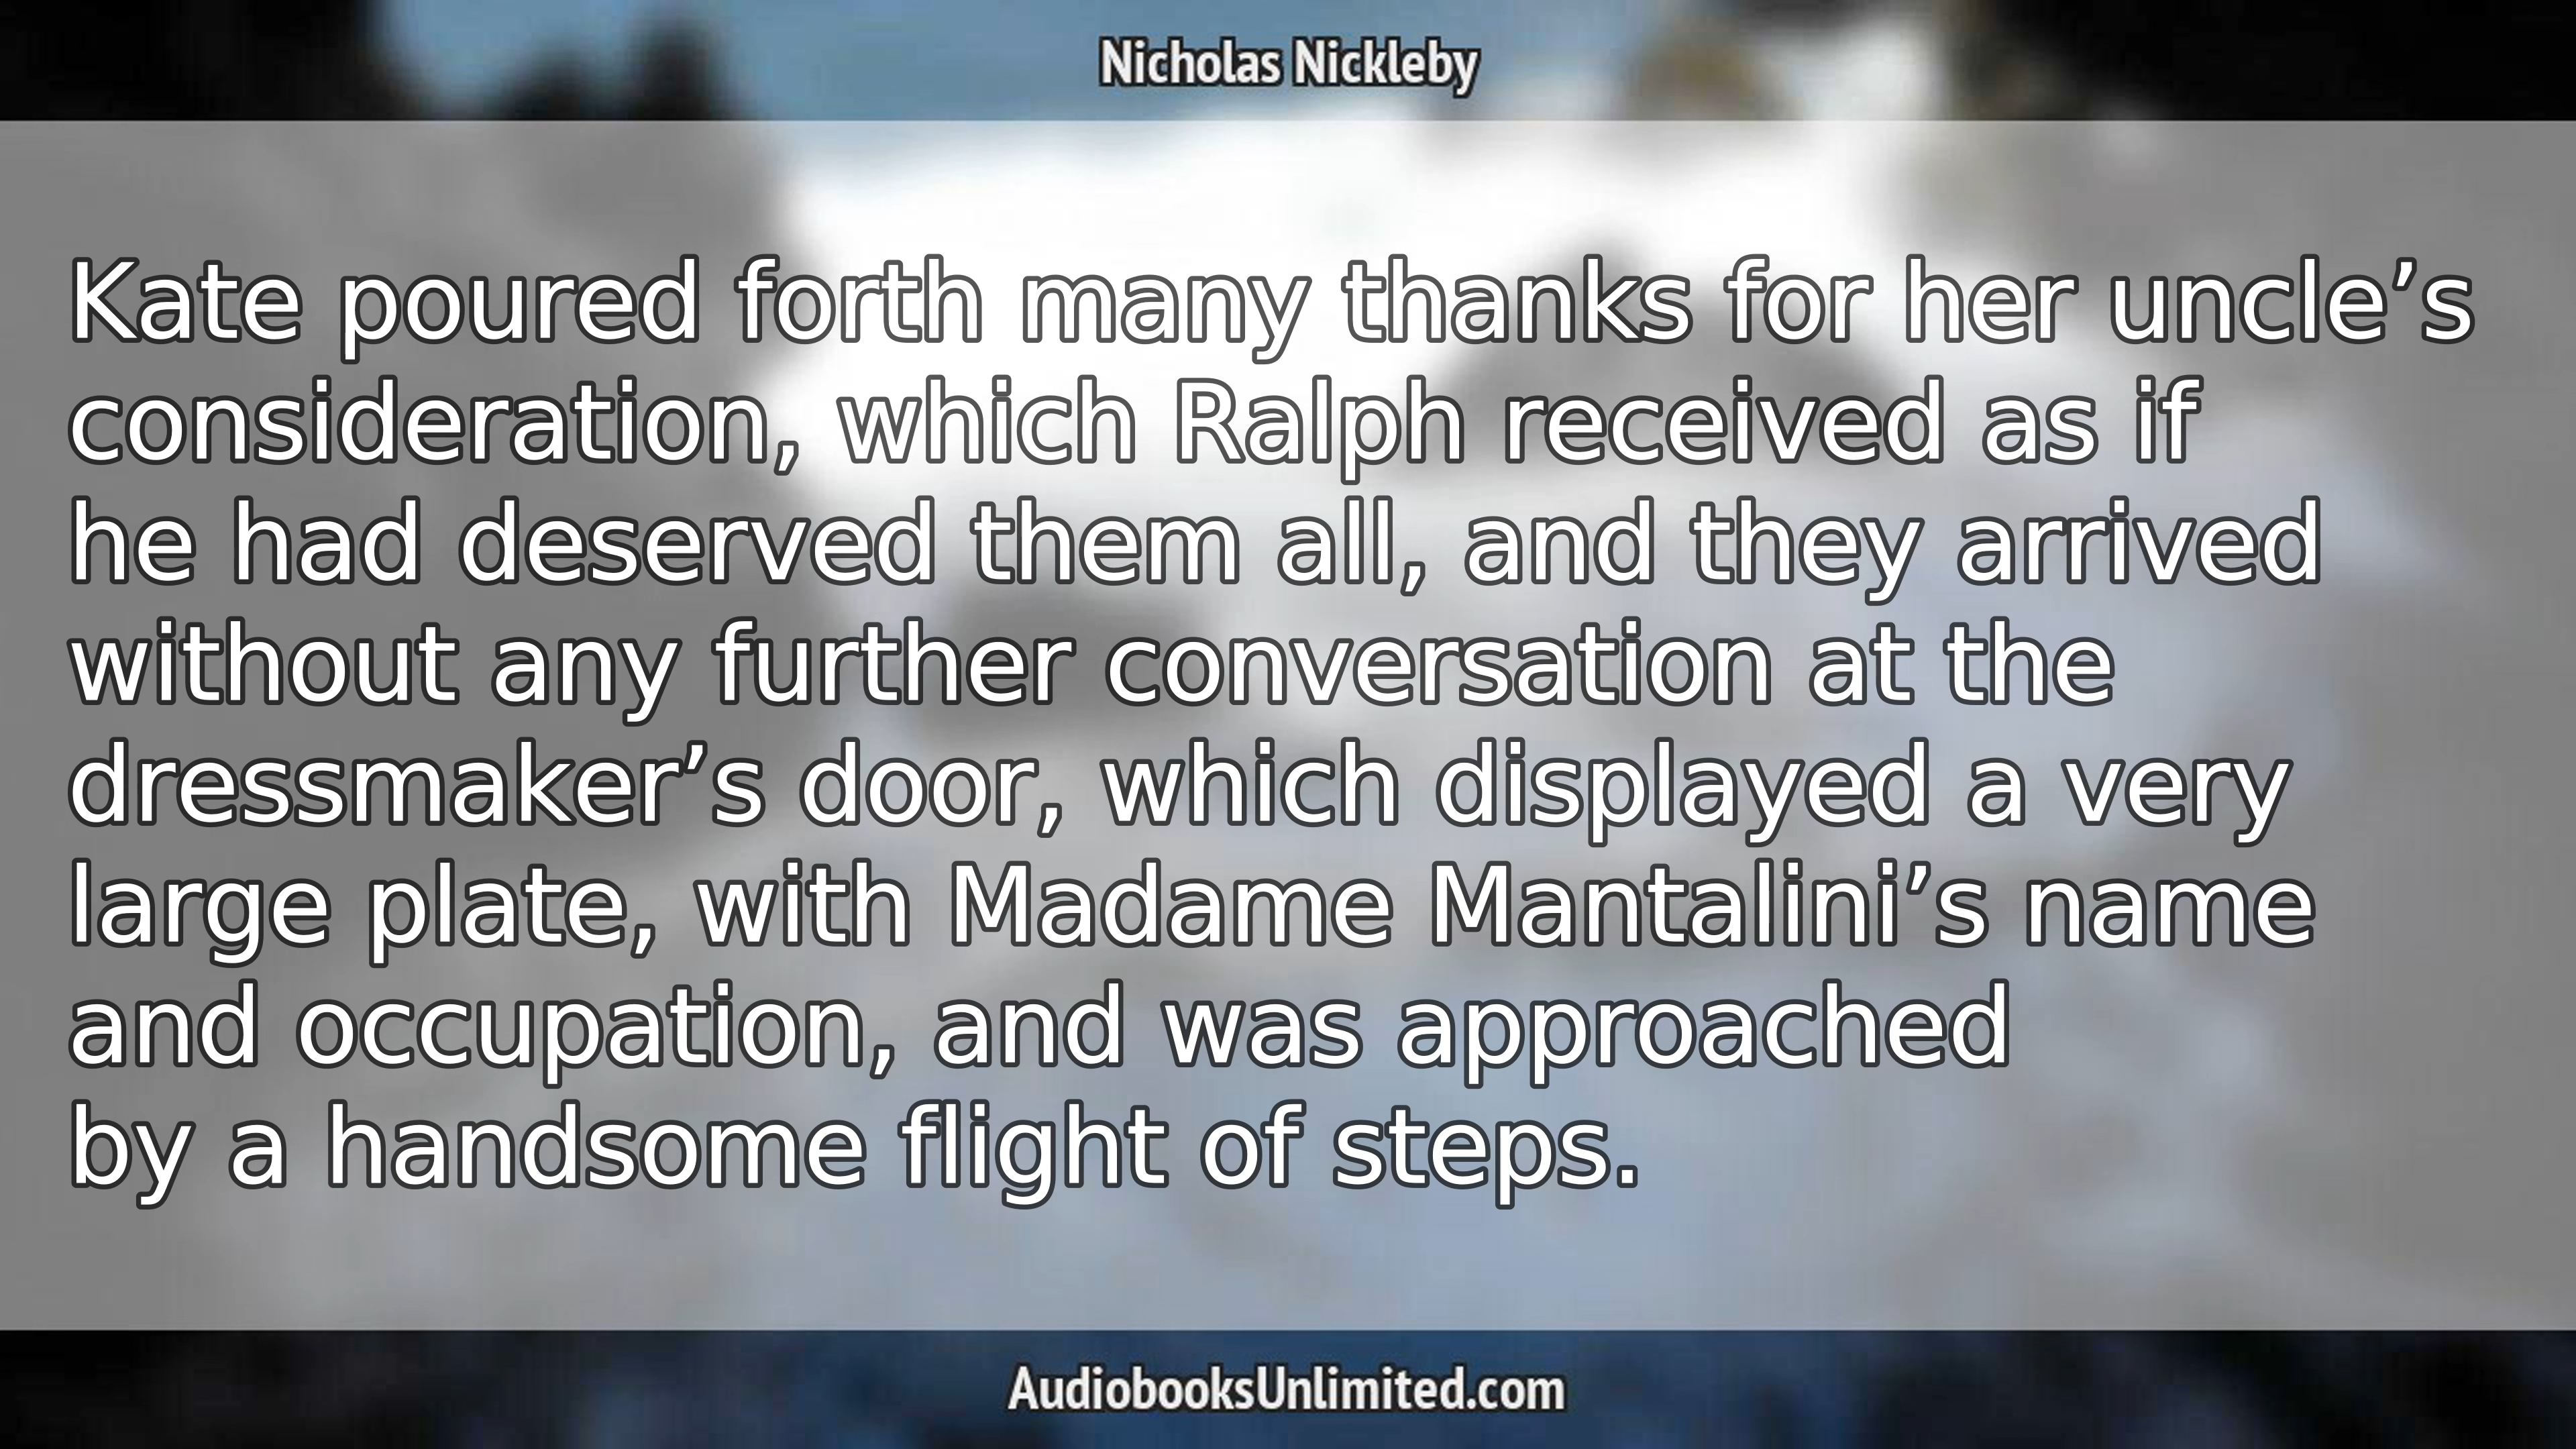 Nicholas Nickleby
Kate poured forth many thanks for her uncle’s
consideration, which Ralph received as if
he had deserved them all, and they arrived
without any further conversation at the
dressmaker’s door, which displayed a very
large plate, with Madame Mantalini’s name
and occupation, and was approached
by a handsome flight of steps.
AudiobooksUnlimited.com